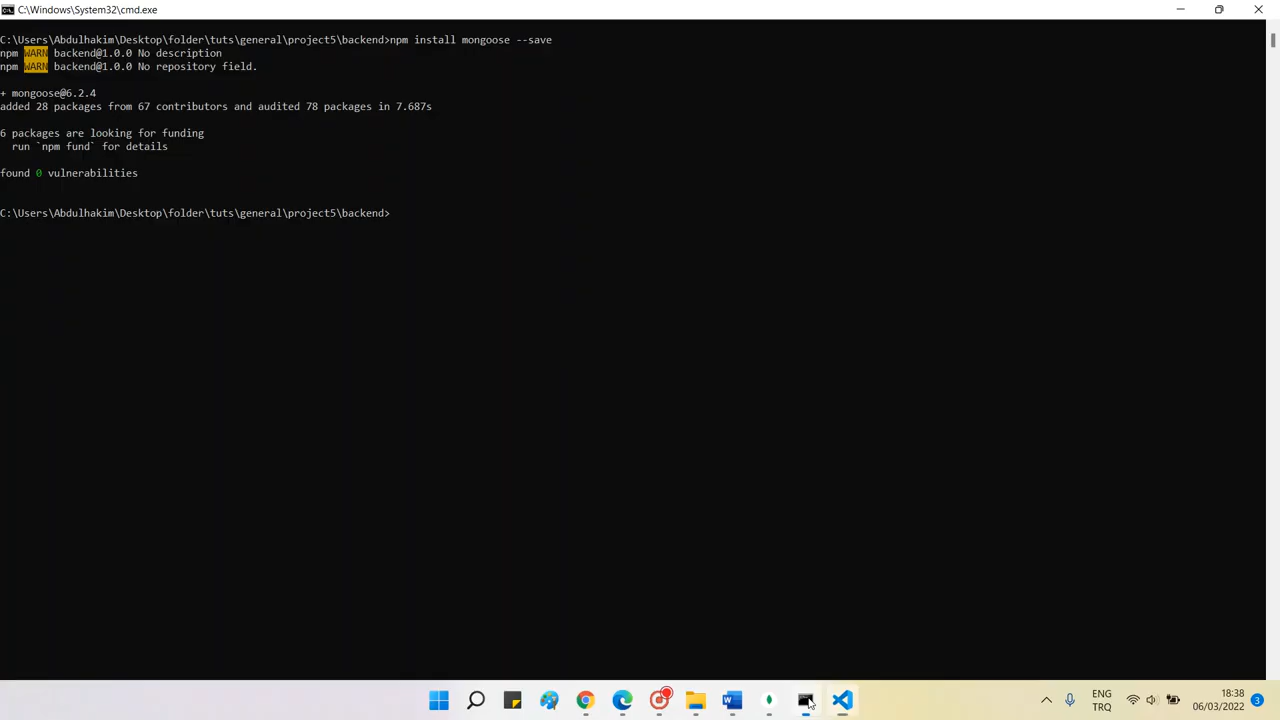 C:\Windows\System32\cmd.exe
C:\Users\Abdulhakim\Desktop\folder\tuts\general\project5\backend>npm install mongoose --save
npm WARN backend@1.0.0 No description
npm WARN backend@1.0.0 No repository field.
+ mongoose@6.2.4
added 28 packages from 67 contributors and audited 78 packages in 7.687s
6 packages are looking for funding
run `npm fund` for details
found 0 vulnerabilities
C:\Users\Abdulhakim\Desktop\folder\tuts\general\project5\backend>
ENG
TRQ
18:38
06/03/2022
3